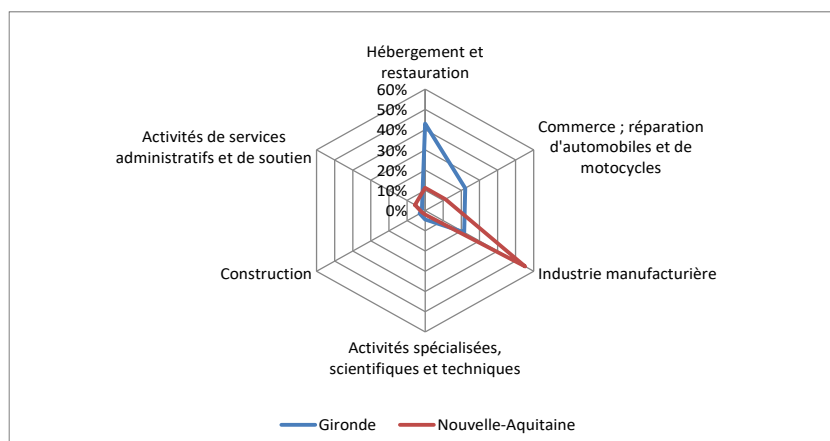 Hébergement et
restauration
60%
50%
40%
30%
20%
10%
0%
Commerce ; réparation
d'automobiles et de
motocycles
Industrie manufacturière
Activités spécialisées,
scientifiques et techniques
Construction
Activités de services
administratifs et de soutien
Gironde
Nouvelle-Aquitaine